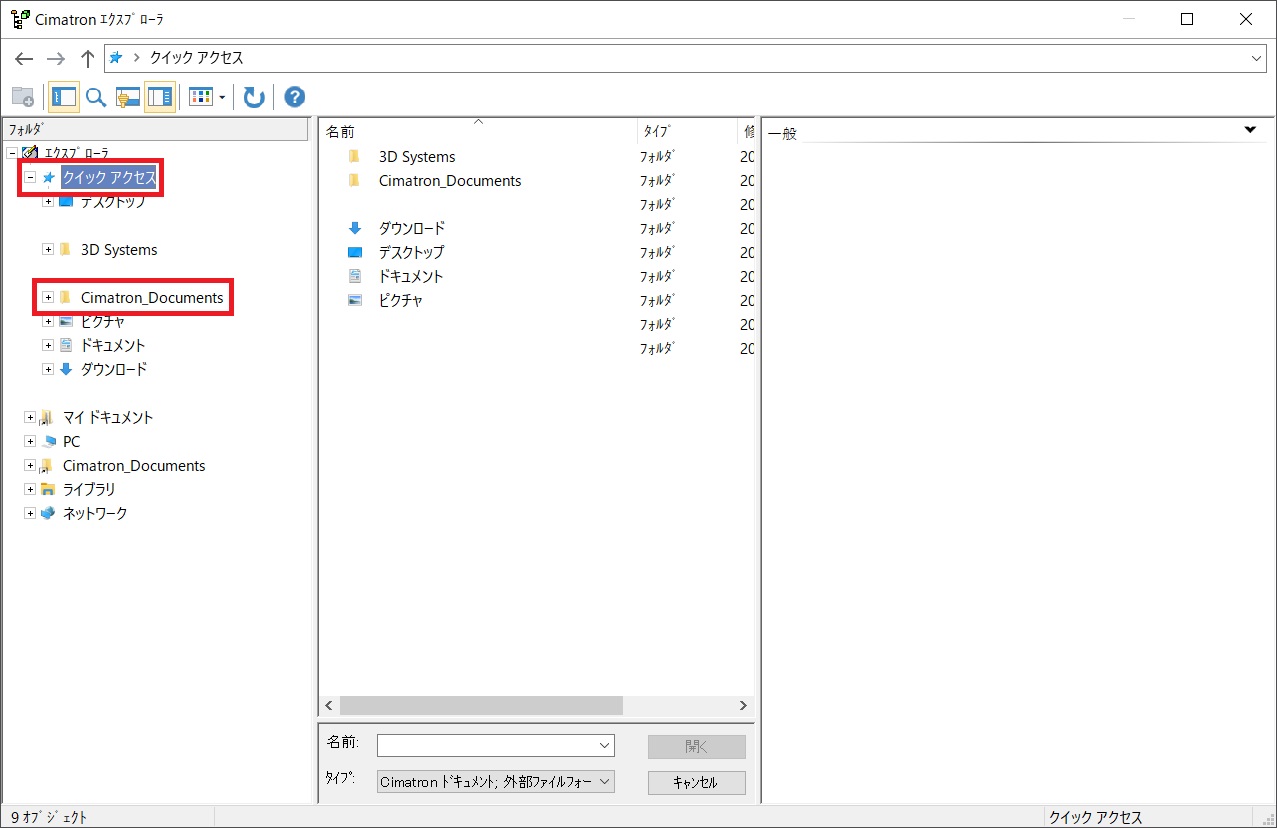 Cimatron ｴｸｽﾌﾟﾛｰﾗ
クイック アクセス
ﾌｫﾙﾀﾞ
ｴｸｽﾌﾟﾛｰﾗ
クイック アクセス
デスクトップ
3D Systems
Cimatron_Documents
ピクチャ
ドキュメント
ダウンロード
マイ ドキュメント
PC
Cimatron_Documents
ライブラリ
ネットワーク
名前 ﾀｲﾌﾟ 修
3D Systems ﾌｫﾙﾀﾞ 20
Cimatron_Documents ﾌｫﾙﾀﾞ 20
ﾌｫﾙﾀﾞ 20
ダウンロード ﾌｫﾙﾀﾞ 20
デスクトップ ﾌｫﾙﾀﾞ 20
ドキュメント ﾌｫﾙﾀﾞ 20
ピクチャ ﾌｫﾙﾀﾞ 20
ﾌｫﾙﾀﾞ 20
ﾌｫﾙﾀﾞ 20
一般
名前:
開く
ﾀｲﾌﾟ:
Cimatron ﾄﾞｷｭﾒﾝﾄ; 外部ファイルフォー
ｷｬﾝｾﾙ
9 ｵﾌﾞｼﾞｪｸﾄ
クイック アクセス